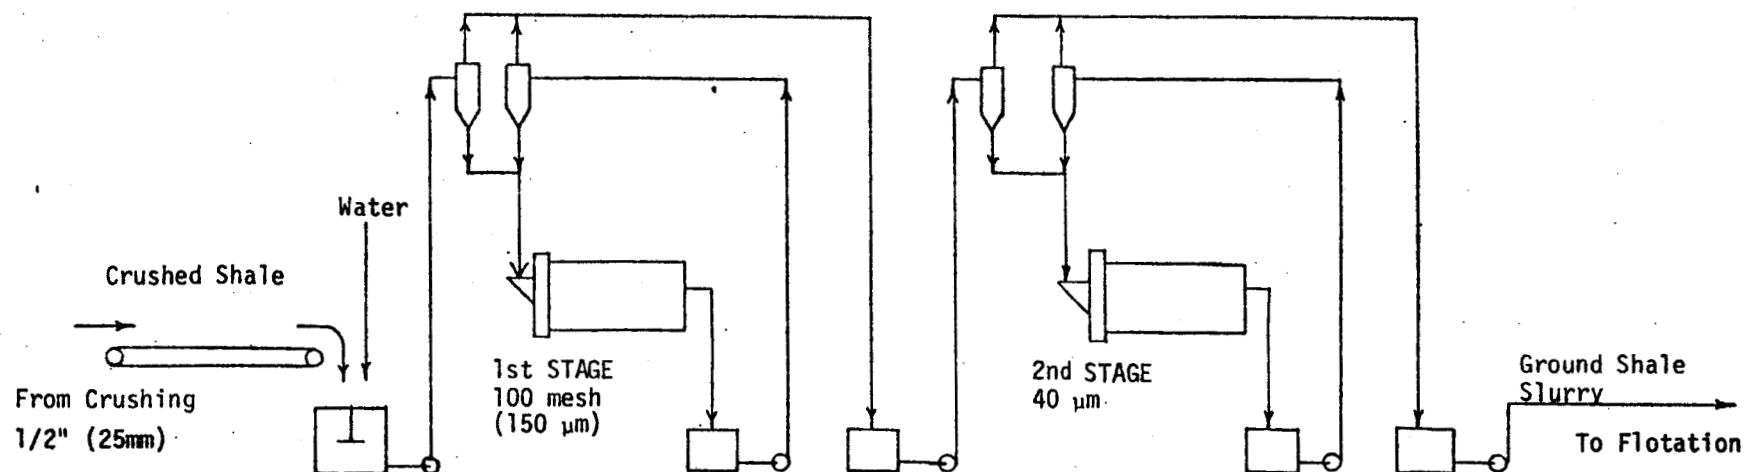 Water
Crushed Shale
From Crushing
1/2" (25mm)
1st STAGE
100 mesh
(150 µm)
2nd STAGE
40 µm
Ground Shale
Slurry
To Flotation